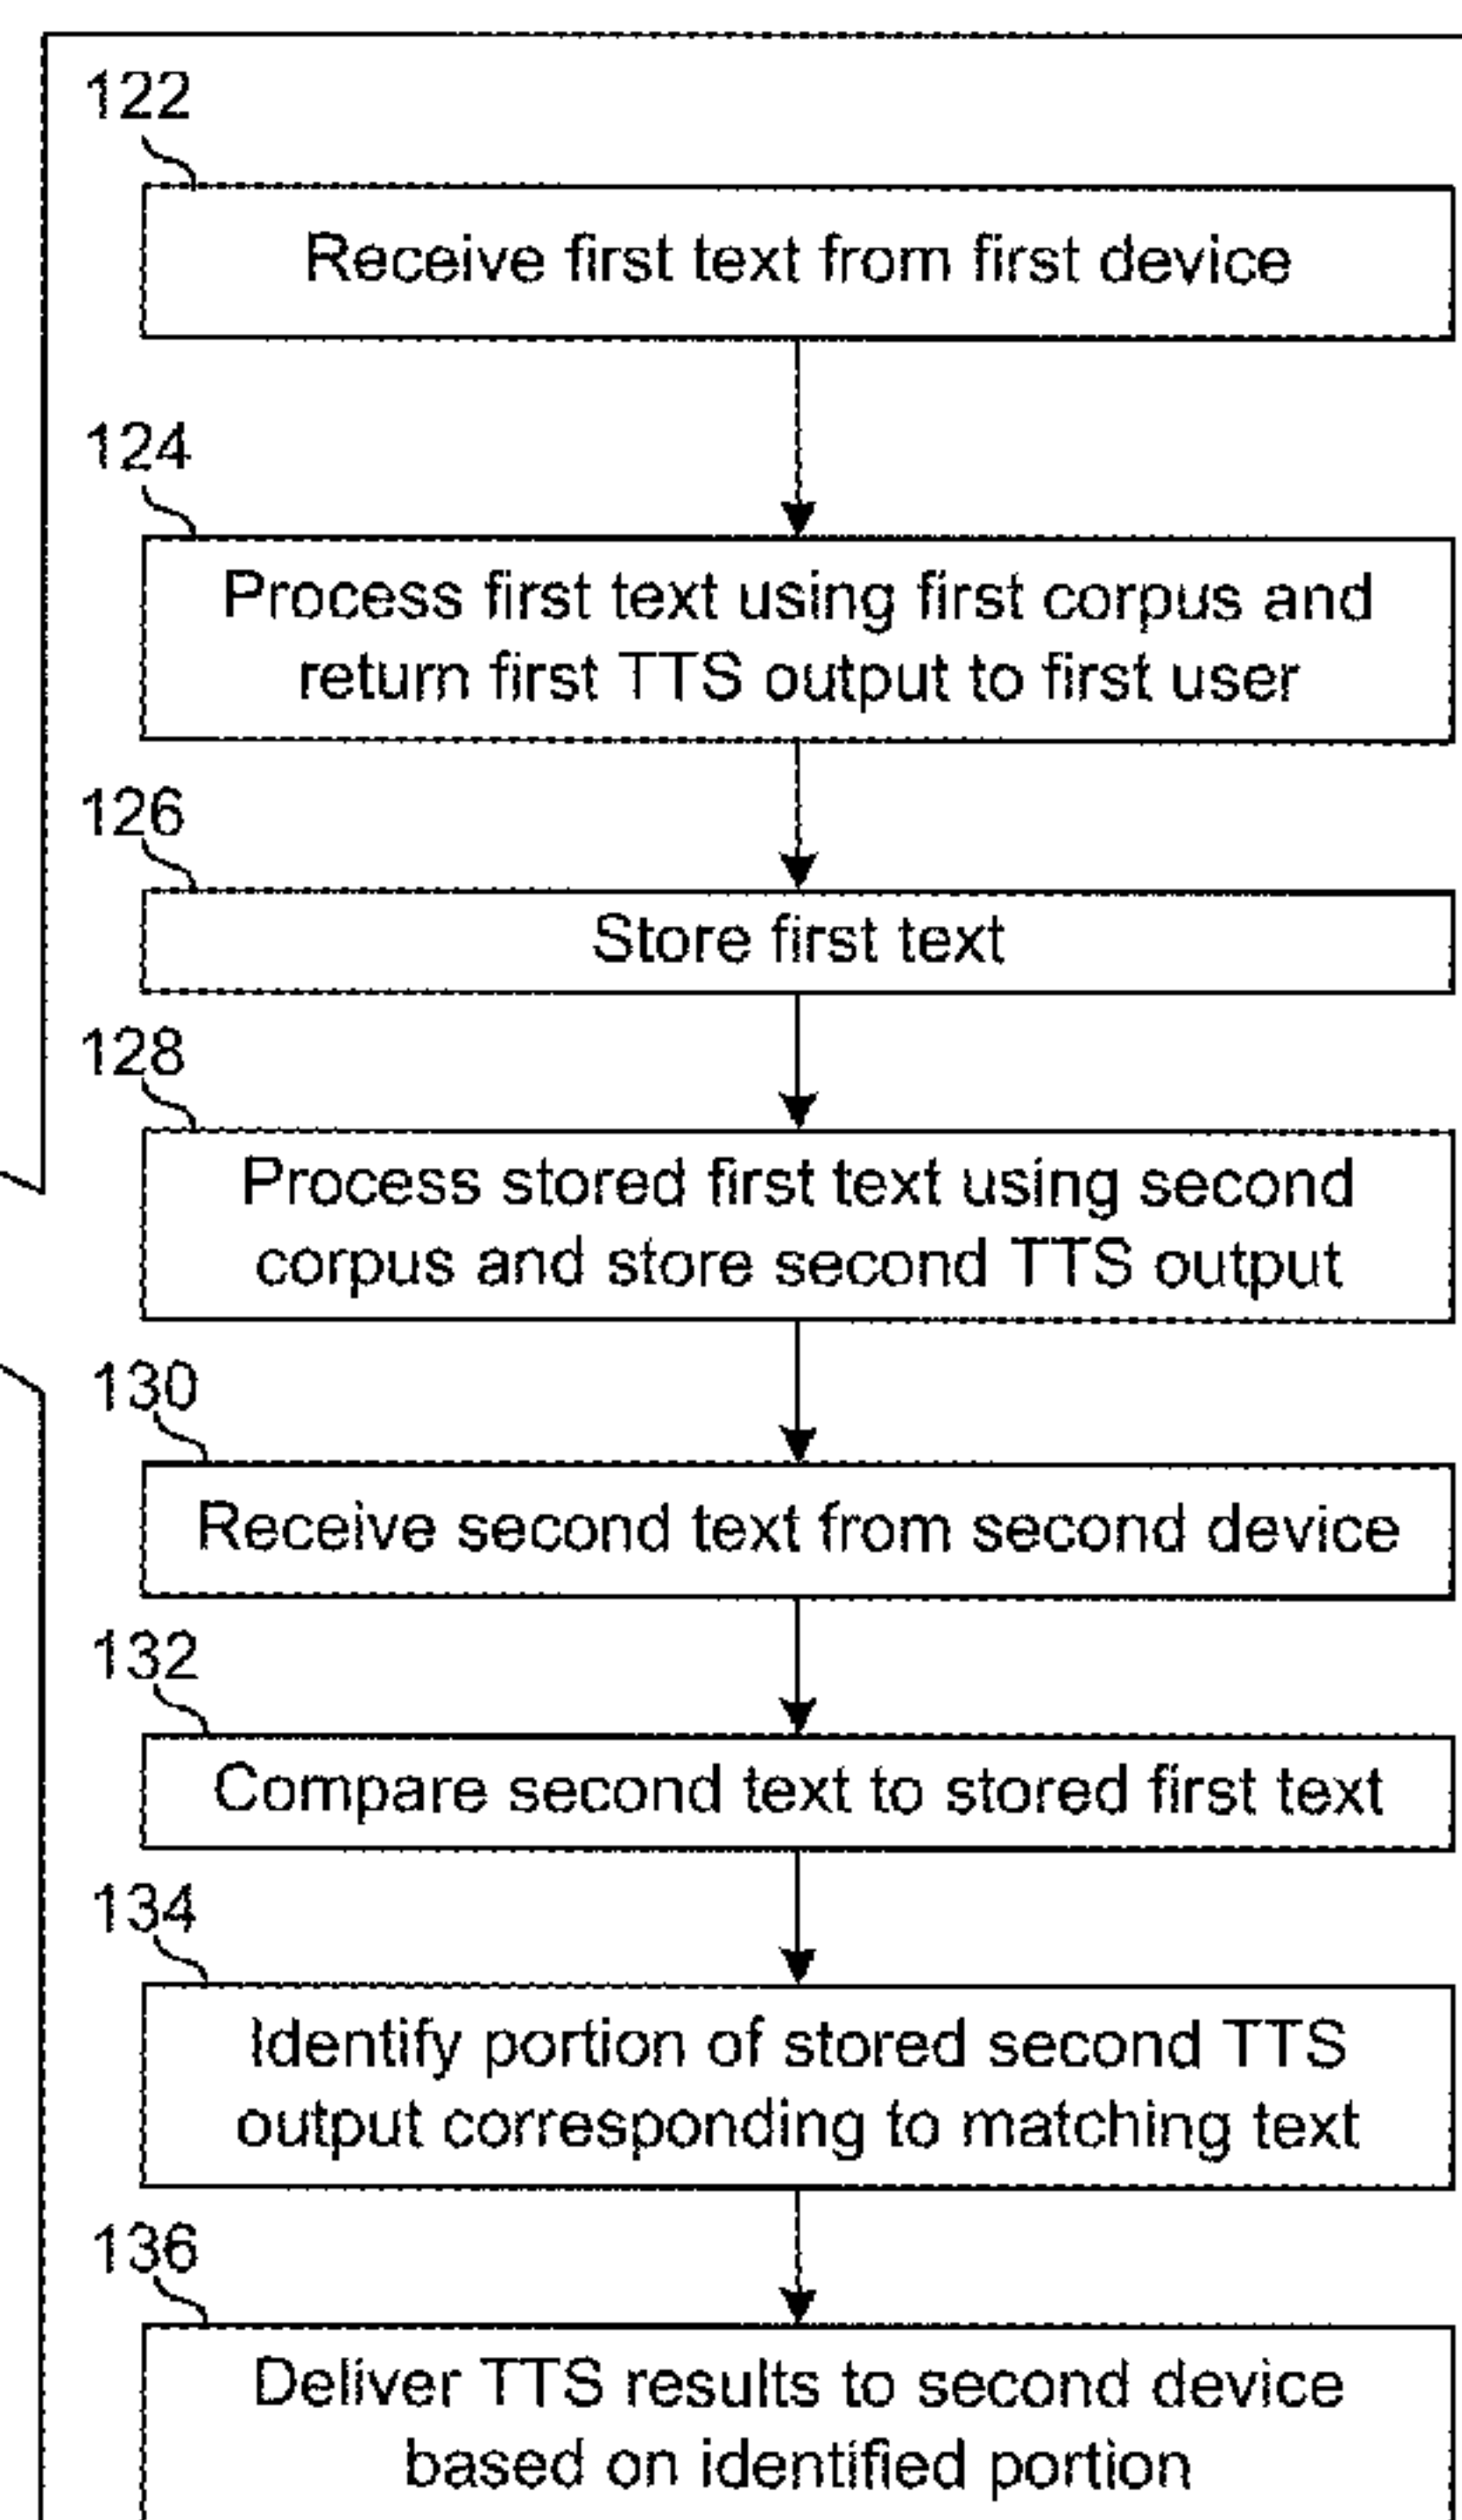 122
Receive first text from first device
124
Process first text using first corpus and
return first TTS output to first user
126
Store first text
128
Process stored first text using second
corpus and store second TTS output
130
Receive second text from second device
132
Compare second text to stored first text
134
Identify portion of stored second TTS
output corresponding to matching text
136
Deliver TTS results to second device
based on identified portion